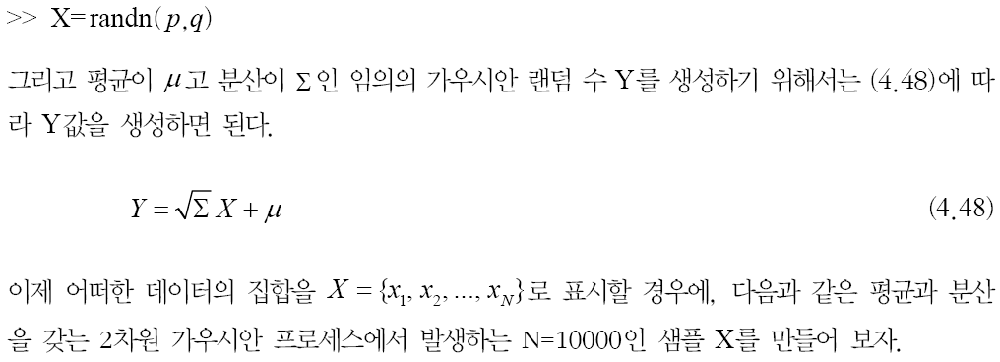 >> X=randn(p,q)
그리고 평균이 μ고 분산이 Σ인 임의의 가우시안 랜덤 수 Y를 생성하기 위해서는 (4.48)에 따
라 Y값을 생성하면 된다.
Y = √Σ X + μ (4.48)
이제 어떠한 데이터의 집합을 X = {x₁, x₂, ..., x_N}로 표시할 경우에, 다음과 같은 평균과 분산
을 갖는 2차원 가우시안 프로세스에서 발생하는 N=10000인 샘플 X를 만들어 보자.